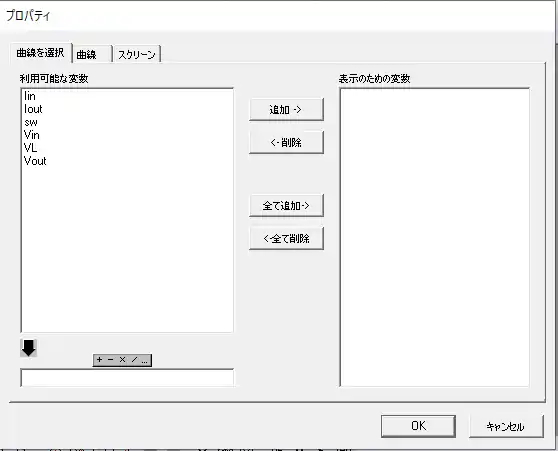 プロパティ
曲線を選択 曲線 スクリーン
利用可能な変数
表示のための変数
Iin
Iout
sw
Vin
VL
Vout
追加 ->
<- 削除
全て追加->
<-全て削除
+ - × / ...
OK
キャンセル